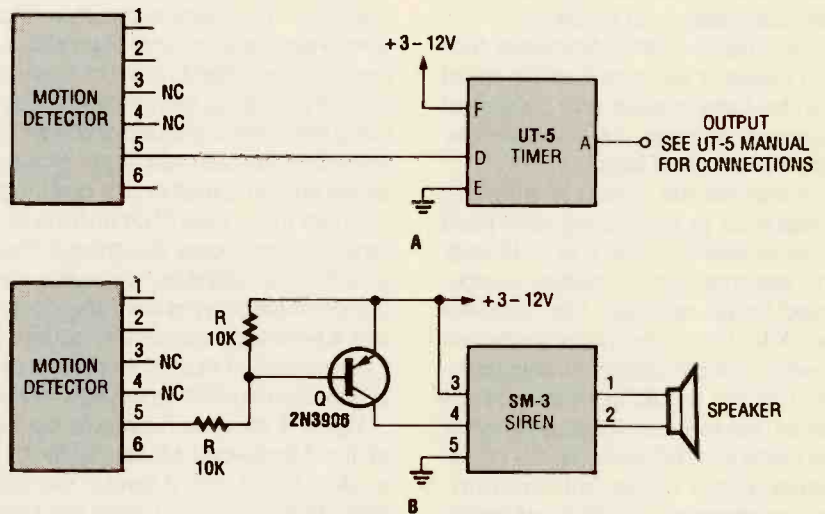 1
2
3 NC
4 NC
5
6
MOTION
DETECTOR
+3–12V
F
D
E
UT-5
TIMER
A
OUTPUT
SEE UT-5 MANUAL
FOR CONNECTIONS
A
1
2
3 NC
4 NC
5
6
MOTION
DETECTOR
R
10K
R
10K
Q
2N3906
+3–12V
3
4
5
SM-3
SIREN
1
2
SPEAKER
B